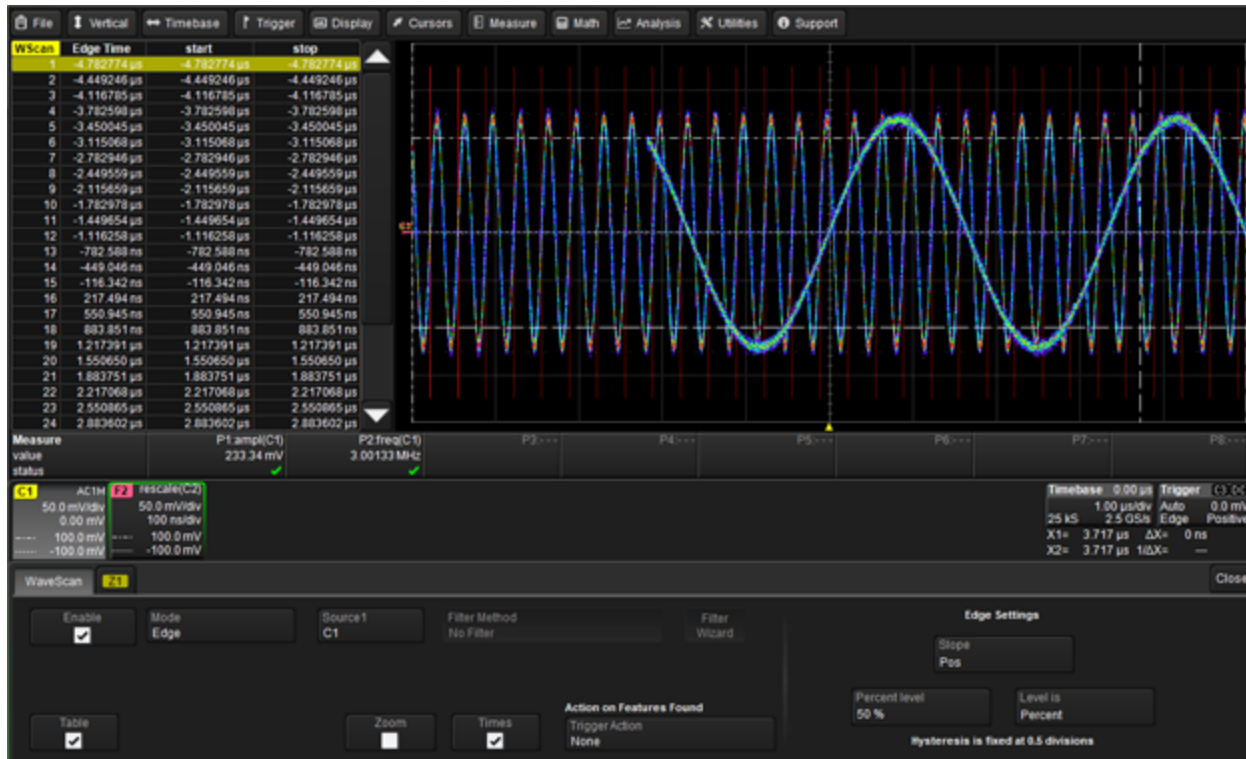 File Vertical Timebase Trigger Display Cursors Measure Math Analysis Utilities Support
WScan Edge Time start stop
1 -4.782774 µs -4.782774 µs -4.782774 µs
2 -4.449246 µs -4.449246 µs -4.449246 µs
3 -4.116785 µs -4.116785 µs -4.116785 µs
4 -3.782598 µs -3.782598 µs -3.782598 µs
5 -3.450045 µs -3.450045 µs -3.450045 µs
6 -3.115068 µs -3.115068 µs -3.115068 µs
7 -2.782946 µs -2.782946 µs -2.782946 µs
8 -2.449559 µs -2.449559 µs -2.449559 µs
9 -2.115659 µs -2.115659 µs -2.115659 µs
10 -1.782978 µs -1.782978 µs -1.782978 µs
11 -1.449654 µs -1.449654 µs -1.449654 µs
12 -1.116258 µs -1.116258 µs -1.116258 µs
13 -782.588 ns -782.588 ns -782.588 ns
14 -449.046 ns -449.046 ns -449.046 ns
15 -116.342 ns -116.342 ns -116.342 ns
16 217.494 ns 217.494 ns 217.494 ns
17 550.945 ns 550.945 ns 550.945 ns
18 883.851 ns 883.851 ns 883.851 ns
19 1.217391 µs 1.217391 µs 1.217391 µs
20 1.550650 µs 1.550650 µs 1.550650 µs
21 1.883751 µs 1.883751 µs 1.883751 µs
22 2.217068 µs 2.217068 µs 2.217068 µs
23 2.550865 µs 2.550865 µs 2.550865 µs
24 2.883602 µs 2.883602 µs 2.883602 µs
Measure P1:ampl(C1) P2:freq(C1) P3:--- P4:--- P5:--- P6:--- P7:--- P8:---
value 233.34 mV 3.00133 MHz
status
C1 AC1M F2 rescale(C2)
50.0 mV/div 50.0 mV/div
0.00 mV 100 ns/div
100.0 mV 100.0 mV
-100.0 mV -100.0 mV
Timebase 0.00 µs Trigger
1.00 µs/div Auto 0.0 mV
25 kS 2.5 GS/s Edge Positive
X1= 3.717 µs ΔX= 0 ns
X2= 3.717 µs 1/ΔX= ---
WaveScan Z1 Close
Enable Mode Source1 Filter Method Filter Wizard
Edge C1 No Filter
Edge Settings
Slope
Pos
Percent level Level is
50 % Percent
Hysteresis is fixed at 0.5 divisions
Table Zoom Times
Action on Features Found
Trigger Action
None